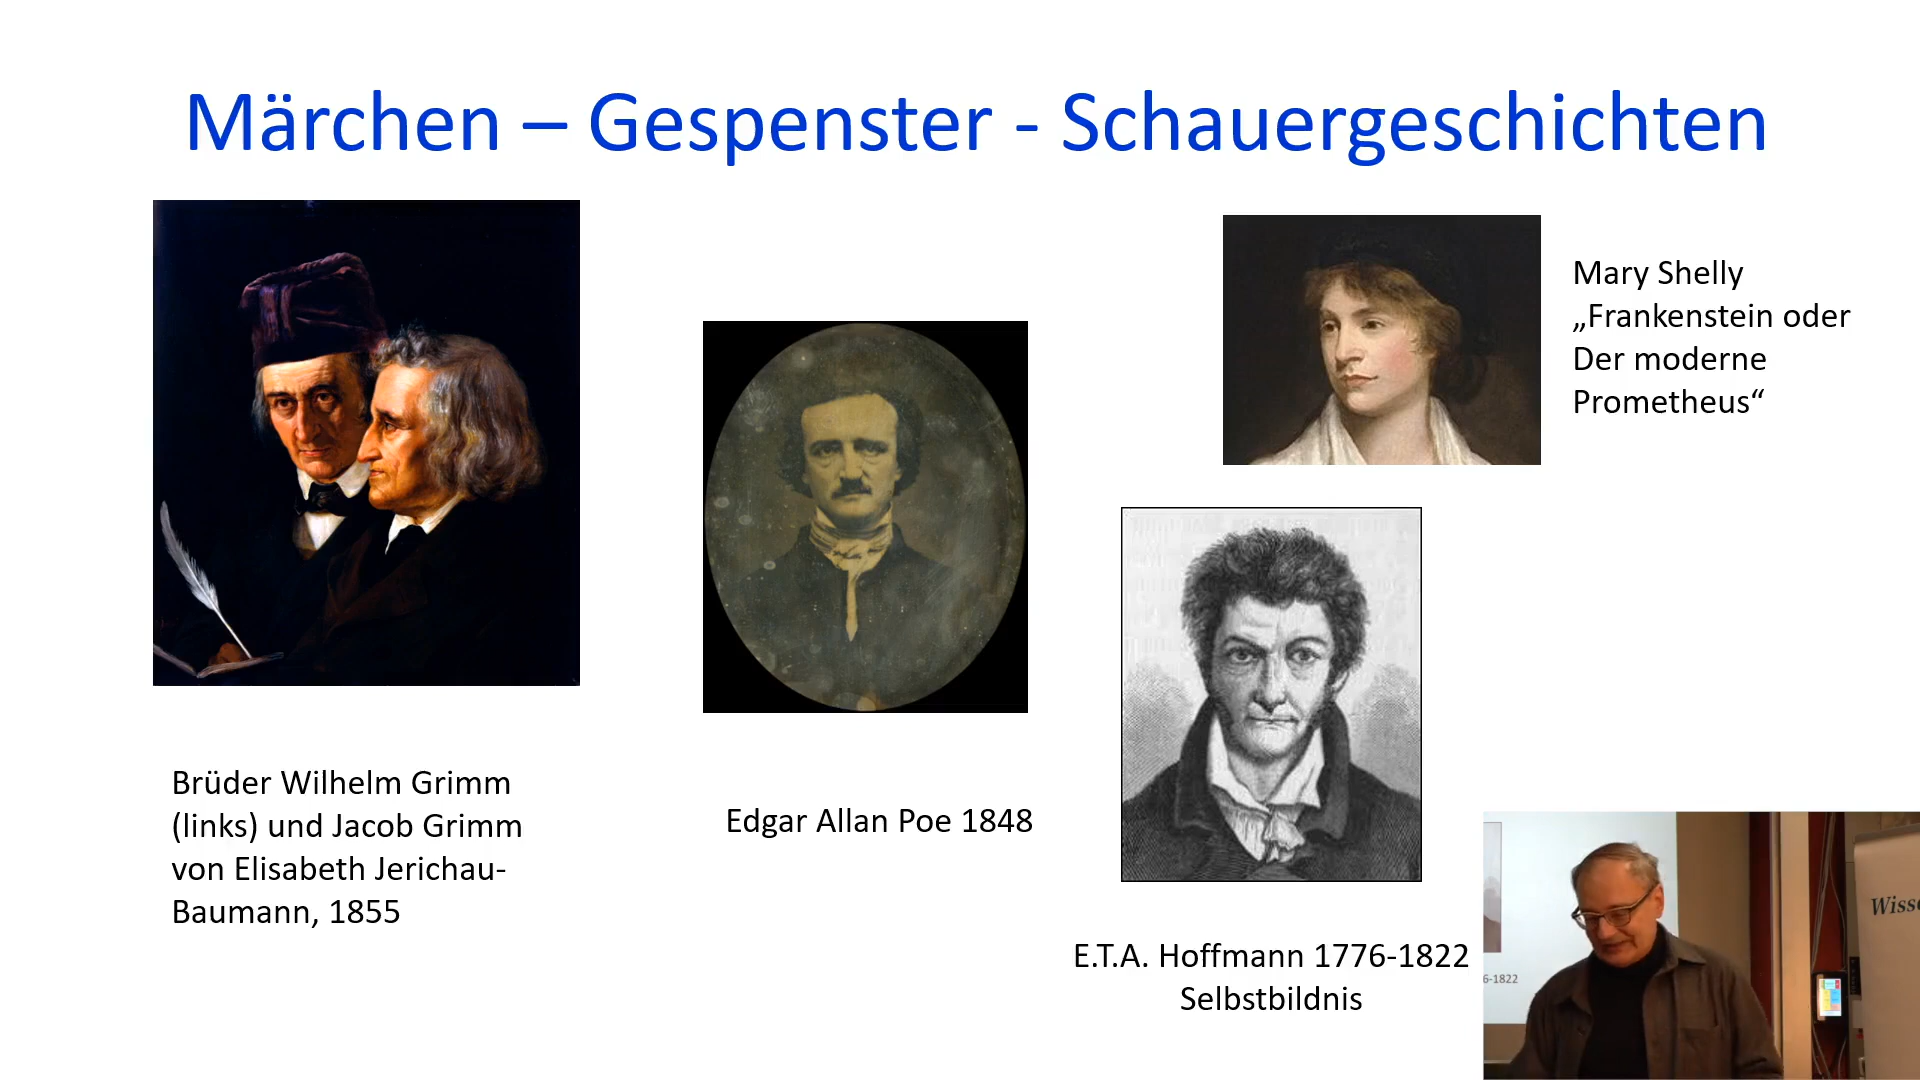 Märchen – Gespenster - Schauergeschichten
Mary Shelly
„Frankenstein oder
Der moderne
Prometheus“
Brüder Wilhelm Grimm
(links) und Jacob Grimm
von Elisabeth Jerichau-
Baumann, 1855
Edgar Allan Poe 1848
E.T.A. Hoffmann 1776-1822
Selbstbildnis
6-1822